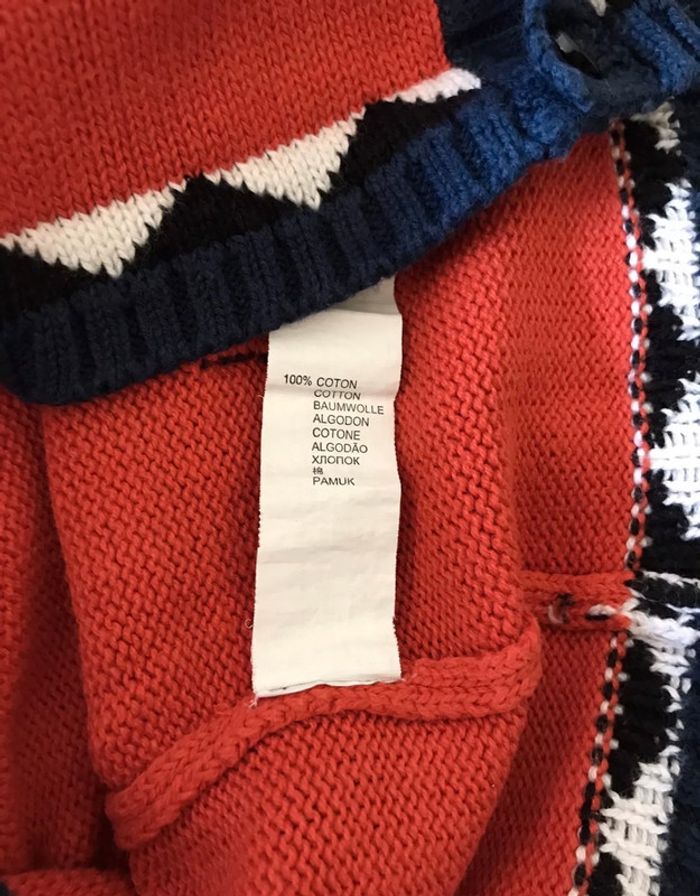 100% COTON
COTTON
BAUMWOLLE
ALGODON
COTONE
ALGODÃO
ХЛОПОК
棉
PAMUK